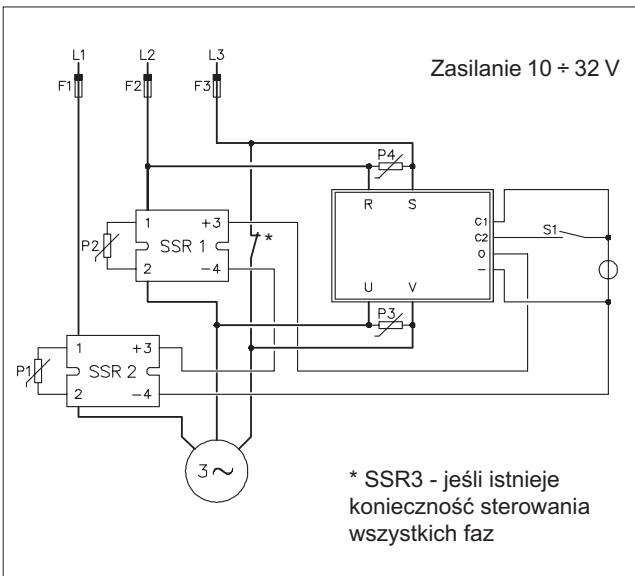 L1 L2 L3
Zasilanie 10 ÷ 32 V
F1 F2 F3
P4
R S
1 +3
C1
P2 SSR 1 * C2 S1
0
2 -4 U V -
P3
1 +3
P1 SSR 2
2 -4
3 ~
* SSR3 - jeśli istnieje
konieczność sterowania
wszystkich faz